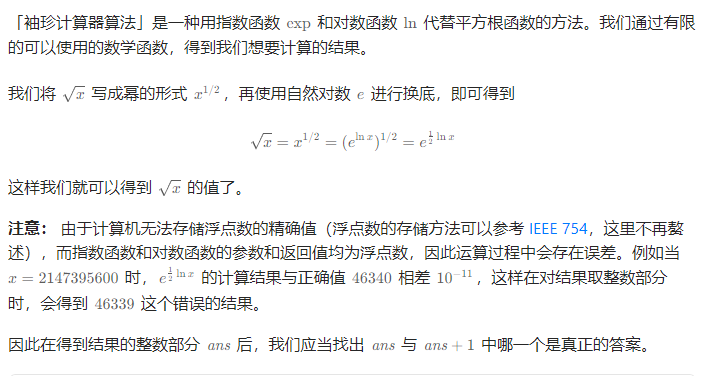 「袖珍计算器算法」是一种用指数函数 exp 和对数函数 ln 代替平方根函数的方法。我们通过有限
的可以使用的数学函数，得到我们想要计算的结果。
我们将 √x 写成幂的形式 x^{1/2}，再使用自然对数 e 进行换底，即可得到
√x = x^{1/2} = (e^{ln x})^{1/2} = e^{\frac{1}{2} ln x}
这样我们就可以得到 √x 的值了。
注意： 由于计算机无法存储浮点数的精确值（浮点数的存储方法可以参考 IEEE 754，这里不再赘
述），而指数函数和对数函数的参数和返回值均为浮点数，因此运算过程中会存在误差。例如当
x = 2147395600 时，e^{\frac{1}{2} ln x} 的计算结果与正确值 46340 相差 10^{-11}，这样在对结果取整数部分
时，会得到 46339 这个错误的结果。
因此在得到结果的整数部分 ans 后，我们应当找出 ans 与 ans + 1 中哪一个是真正的答案。